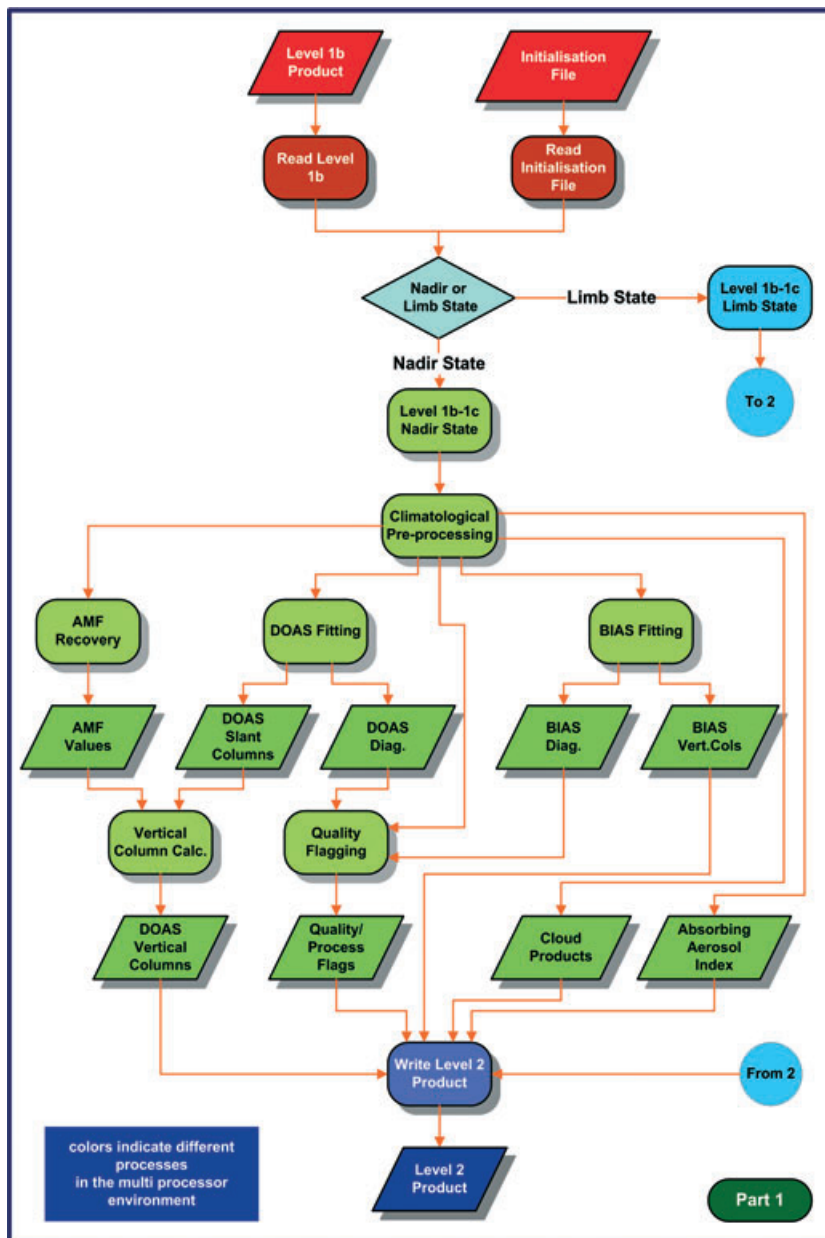 Level 1b
Product
Initialisation
File
Read Level
1b
Read
Initialisation
File
Nadir or
Limb State
Limb State
Level 1b-1c
Limb State
Nadir State
To 2
Level 1b-1c
Nadir State
Climatological
Pre-processing
AMF
Recovery
DOAS Fitting
BIAS Fitting
AMF
Values
DOAS
Slant
Columns
DOAS
Diag.
BIAS
Diag.
BIAS
Vert.Cols
Vertical
Column Calc.
Quality
Flagging
DOAS
Vertical
Columns
Quality/
Process
Flags
Cloud
Products
Absorbing
Aerosol
Index
Write Level 2
Product
From 2
colors indicate different
processes
in the multi processor
environment
Level 2
Product
Part 1